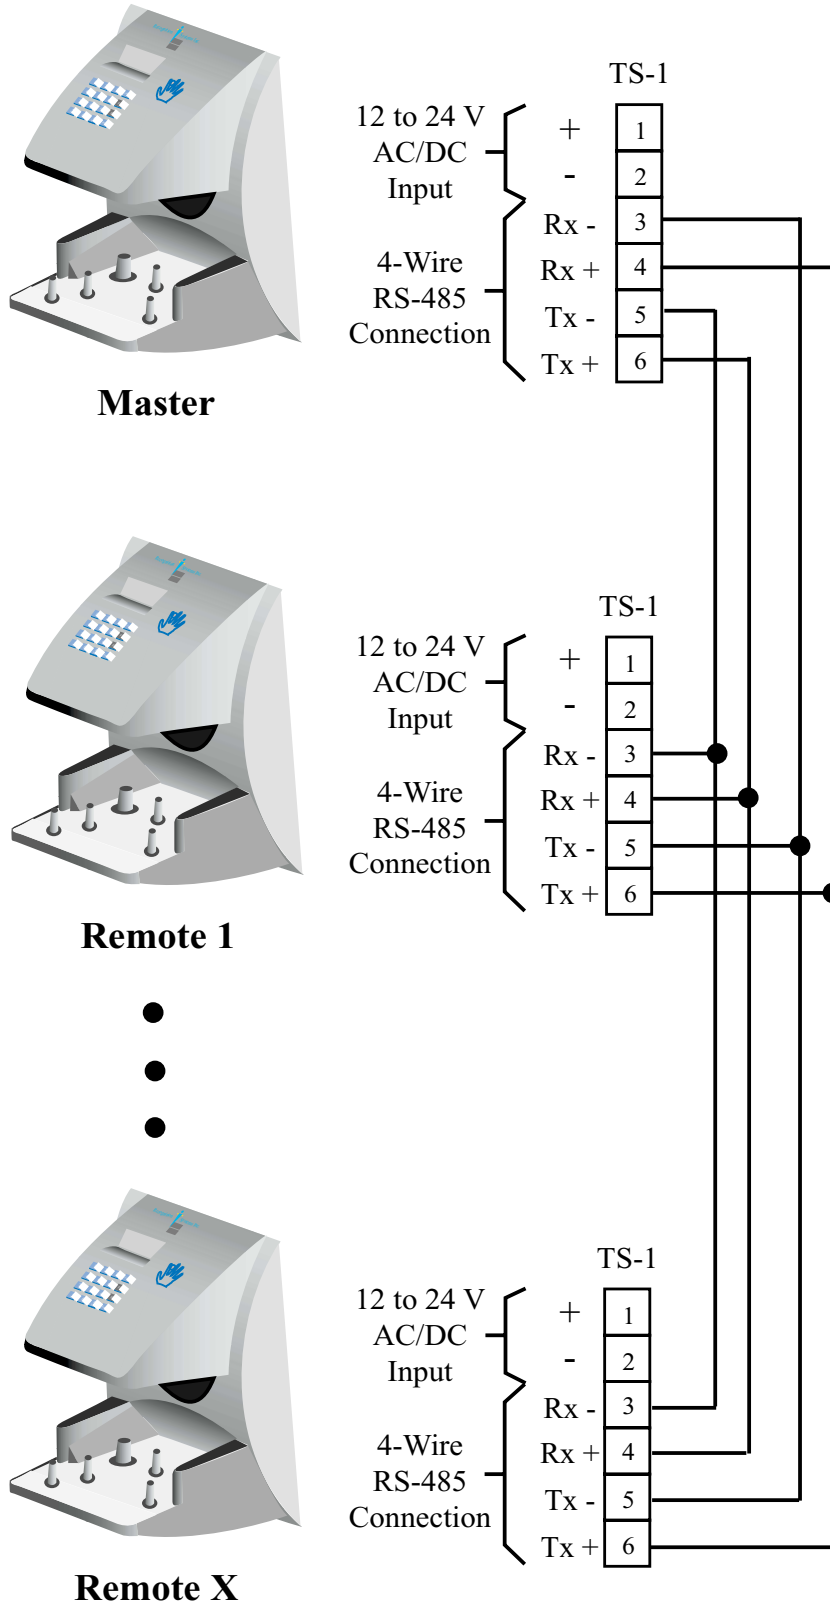 TS-1
12 to 24 V
AC/DC
Input
+
-
1
2
4-Wire
RS-485
Connection
Rx -
Rx +
Tx -
Tx +
3
4
5
6
Master
TS-1
12 to 24 V
AC/DC
Input
+
-
1
2
4-Wire
RS-485
Connection
Rx -
Rx +
Tx -
Tx +
3
4
5
6
Remote 1
TS-1
12 to 24 V
AC/DC
Input
+
-
1
2
4-Wire
RS-485
Connection
Rx -
Rx +
Tx -
Tx +
3
4
5
6
Remote X